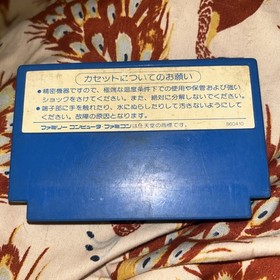 カセットについてのお願い
●精密機器ですので、極端な温度条件下での使用や保管および強い
ショックをさけてください。また、絶対に分解しないでください。
●端子部に手を触れたり、水にぬらしたりして汚さないようにして
ください。故障の原因となります。
ファミリーコンピュータ・ファミコンは任天堂の商標です。